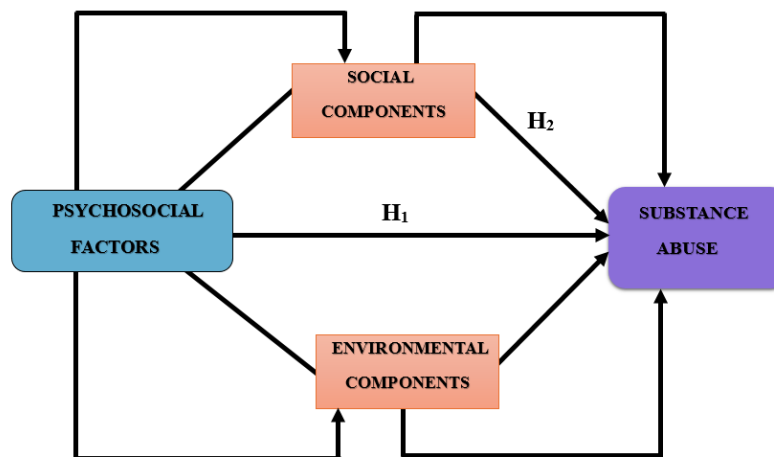 SOCIAL
COMPONENTS
H₂
PSYCHOSOCIAL
FACTORS
H₁
SUBSTANCE
ABUSE
ENVIRONMENTAL
COMPONENTS